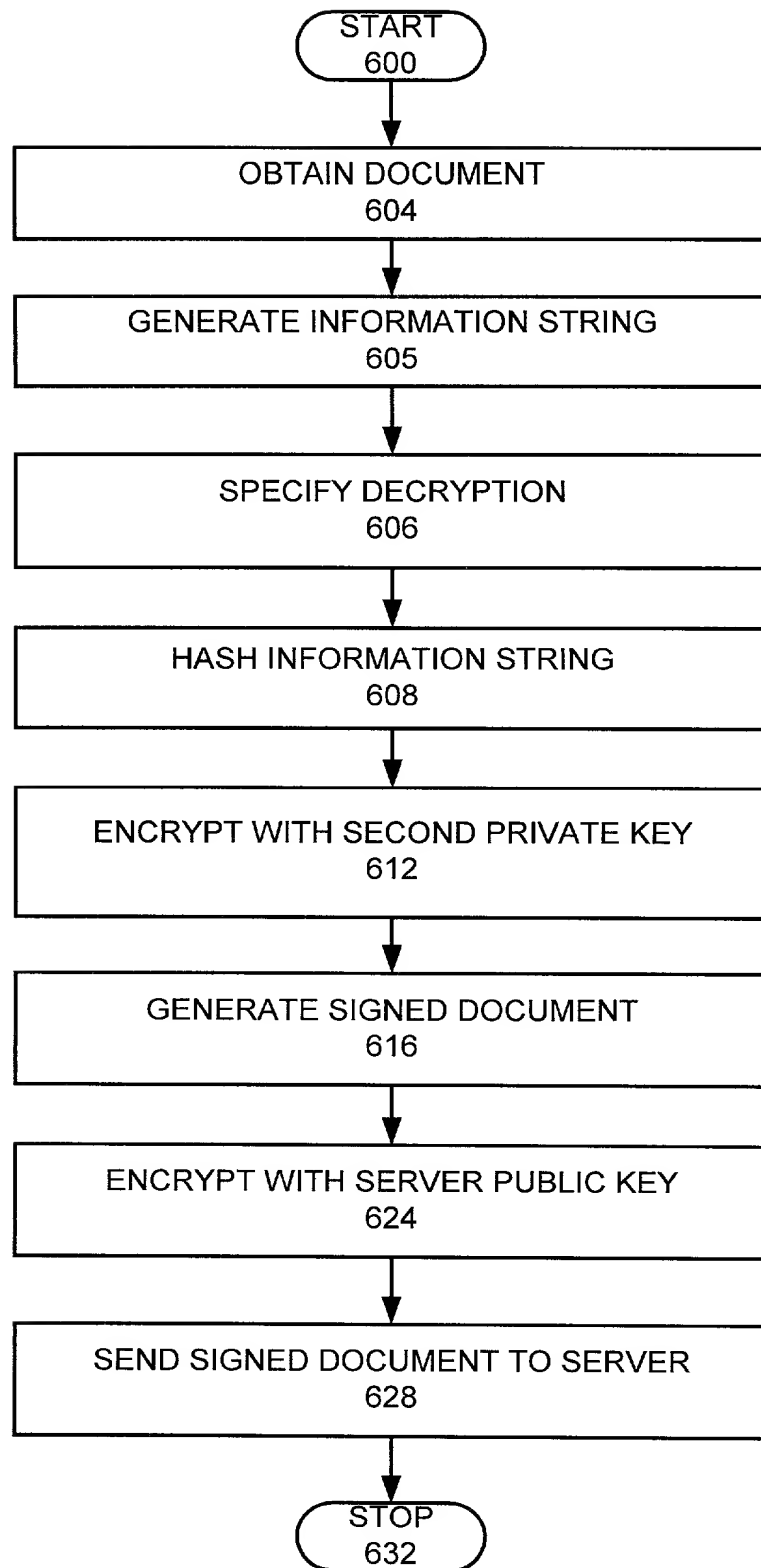 START
600
OBTAIN DOCUMENT
604
GENERATE INFORMATION STRING
605
SPECIFY DECRYPTION
606
HASH INFORMATION STRING
608
ENCRYPT WITH SECOND PRIVATE KEY
612
GENERATE SIGNED DOCUMENT
616
ENCRYPT WITH SERVER PUBLIC KEY
624
SEND SIGNED DOCUMENT TO SERVER
628
STOP
632